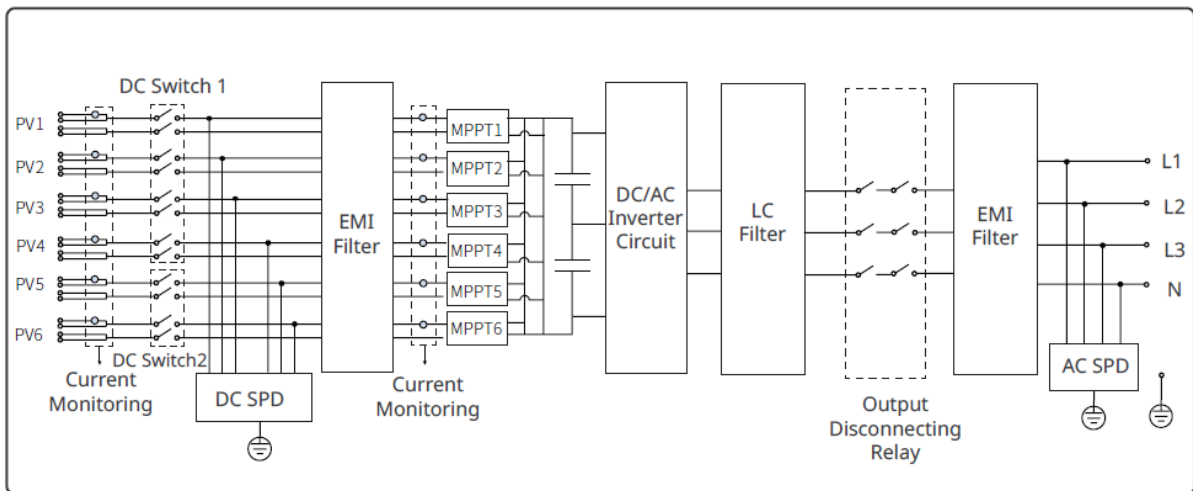 DC Switch 1
PV1
PV2
PV3
PV4
PV5
PV6
DC Switch2
Current
Monitoring
DC SPD
EMI
Filter
Current
Monitoring
MPPT1
MPPT2
MPPT3
MPPT4
MPPT5
MPPT6
DC/AC
Inverter
Circuit
LC
Filter
Output
Disconnecting
Relay
EMI
Filter
L1
L2
L3
N
AC SPD